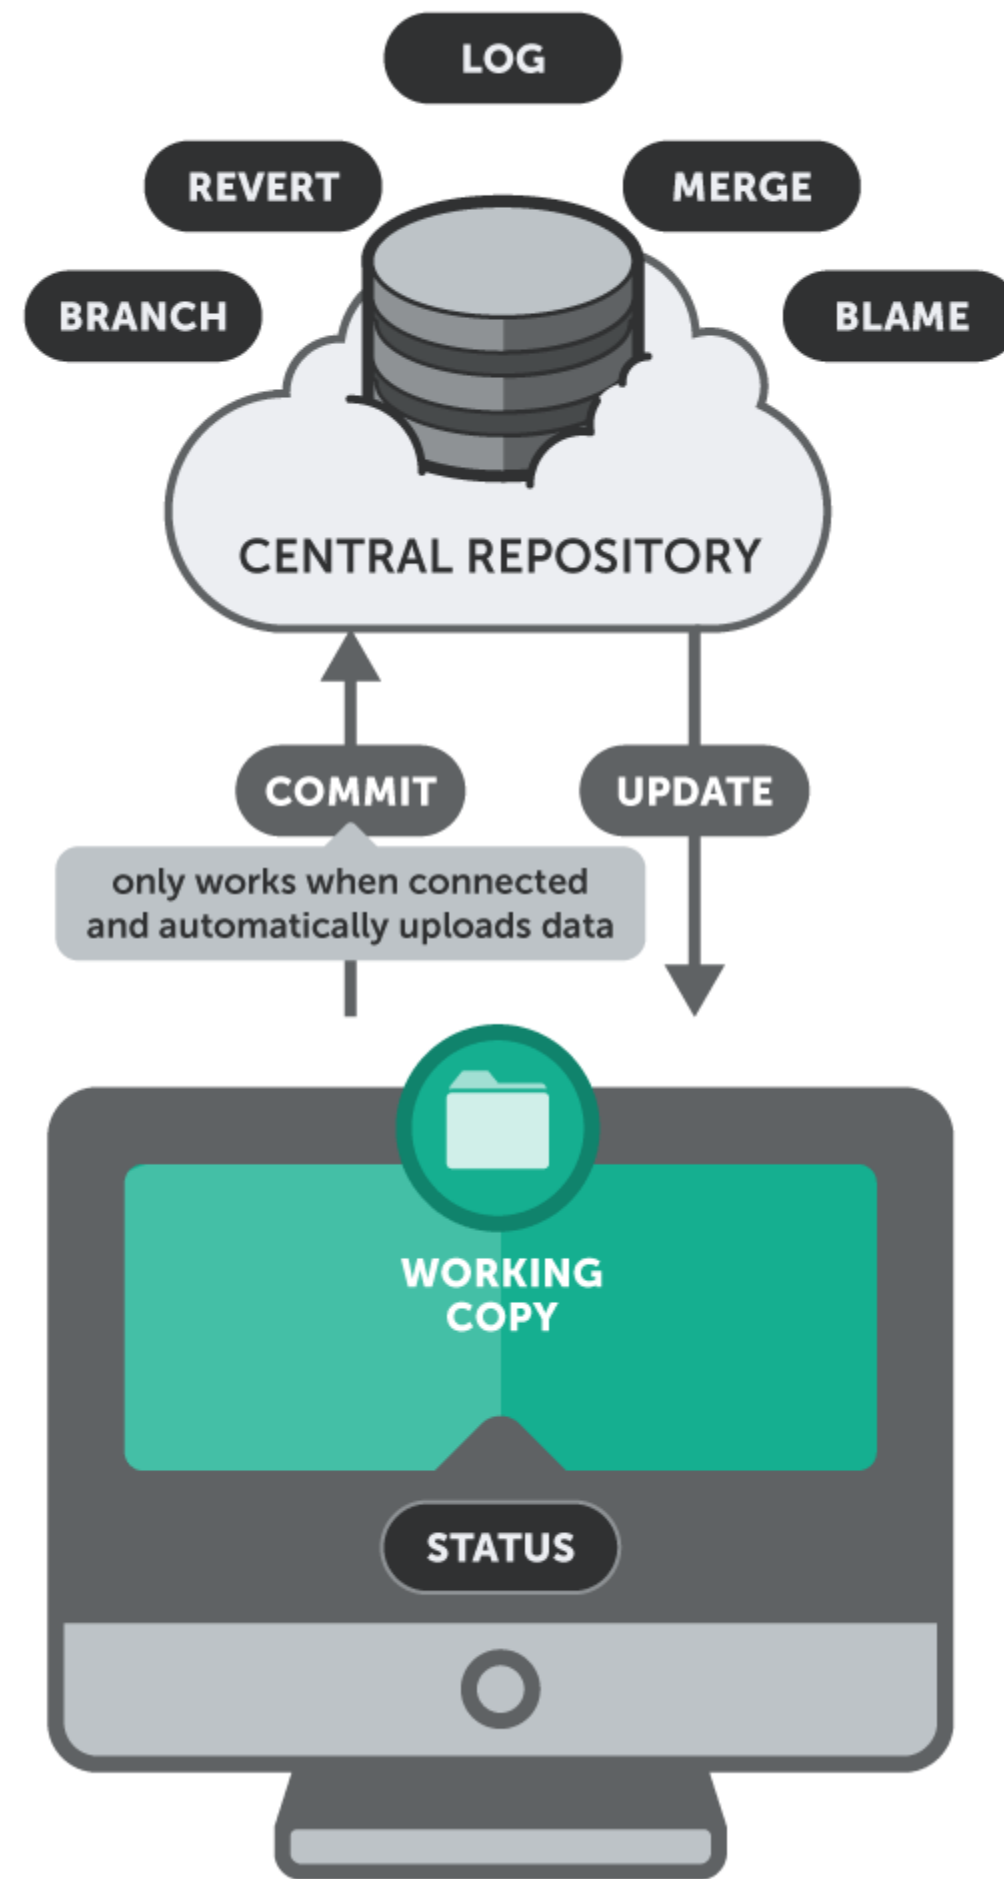 LOG
REVERT
MERGE
BRANCH
BLAME
CENTRAL REPOSITORY
COMMIT
UPDATE
only works when connected
and automatically uploads data
WORKING
COPY
STATUS